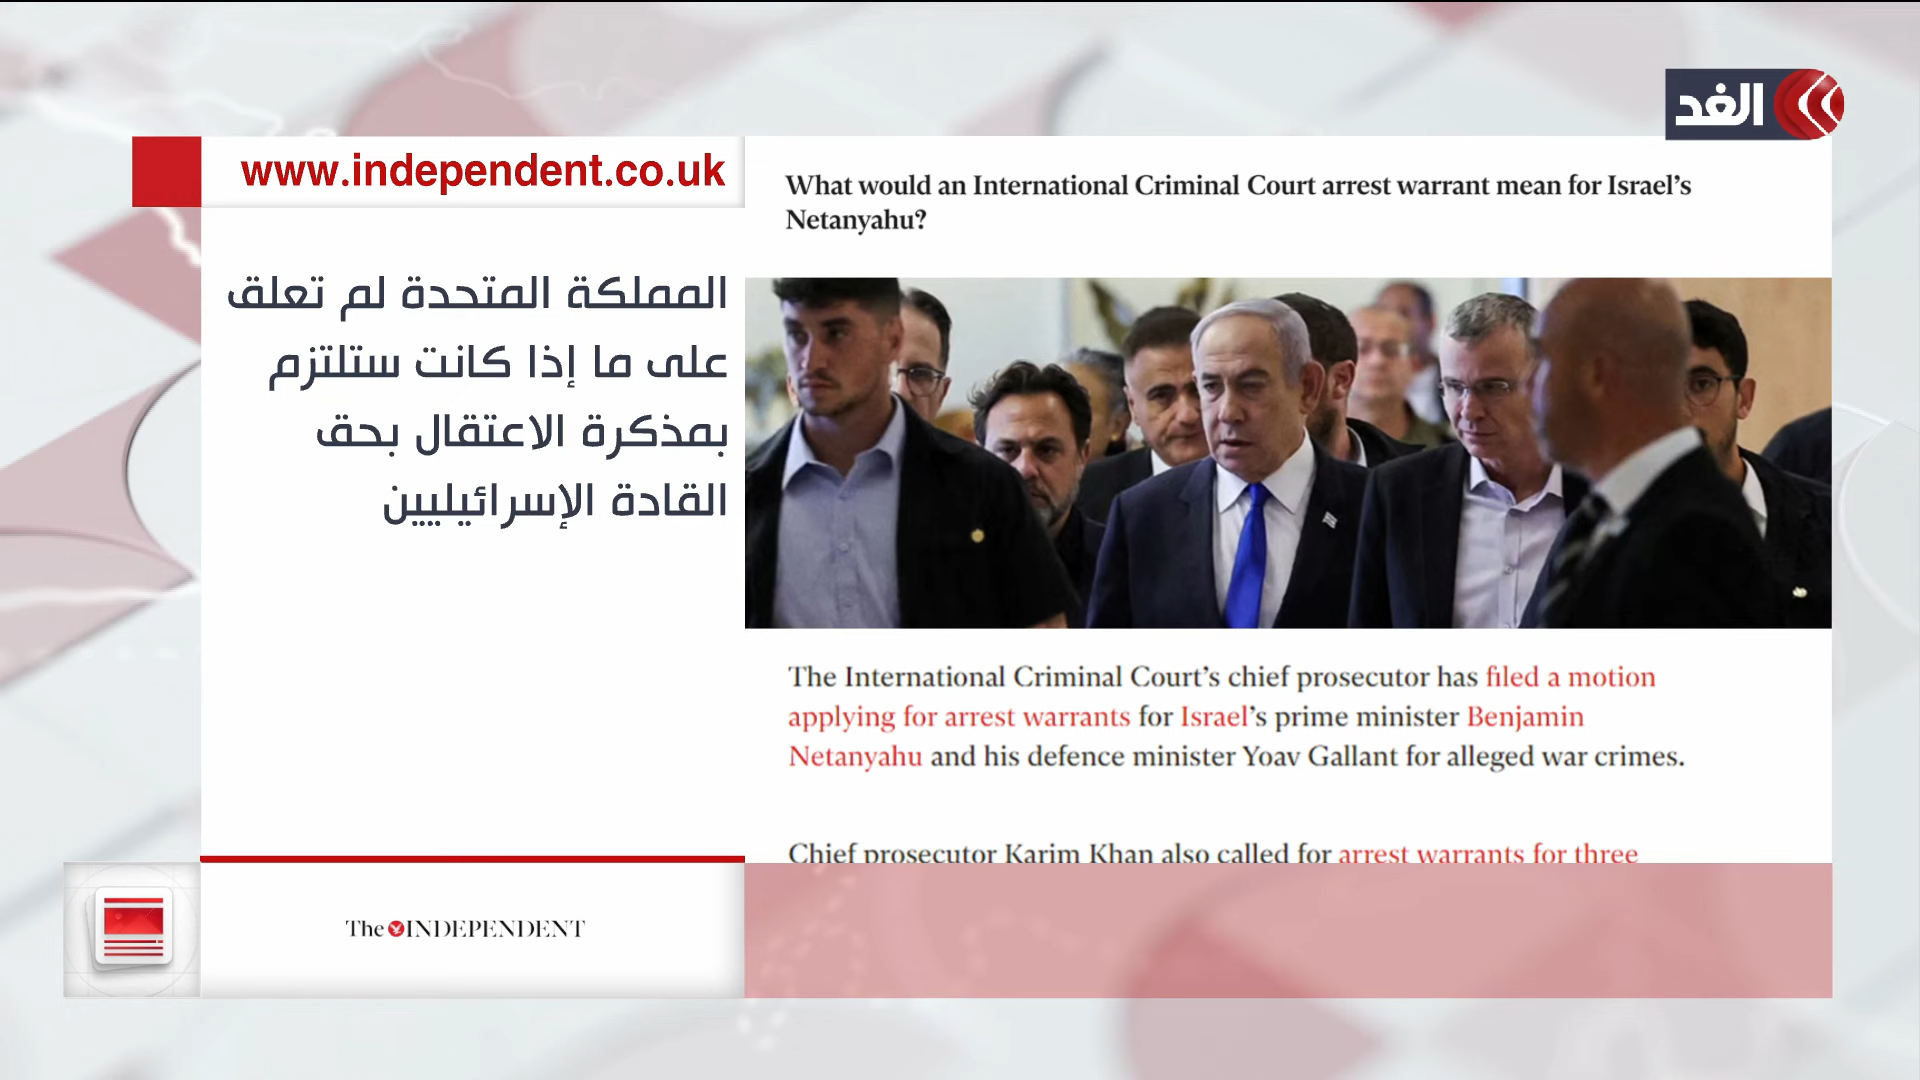 الغد
www.independent.co.uk
المملكة المتحدة لم تعلق
على ما إذا كانت ستلتزم
بمذكرة الاعتقال بحق
القادة الإسرائيليين
The INDEPENDENT
What would an International Criminal Court arrest warrant mean for Israel’s
Netanyahu?
The International Criminal Court’s chief prosecutor has filed a motion
applying for arrest warrants for Israel’s prime minister Benjamin
Netanyahu and his defence minister Yoav Gallant for alleged war crimes.
Chief prosecutor Karim Khan also called for arrest warrants for three